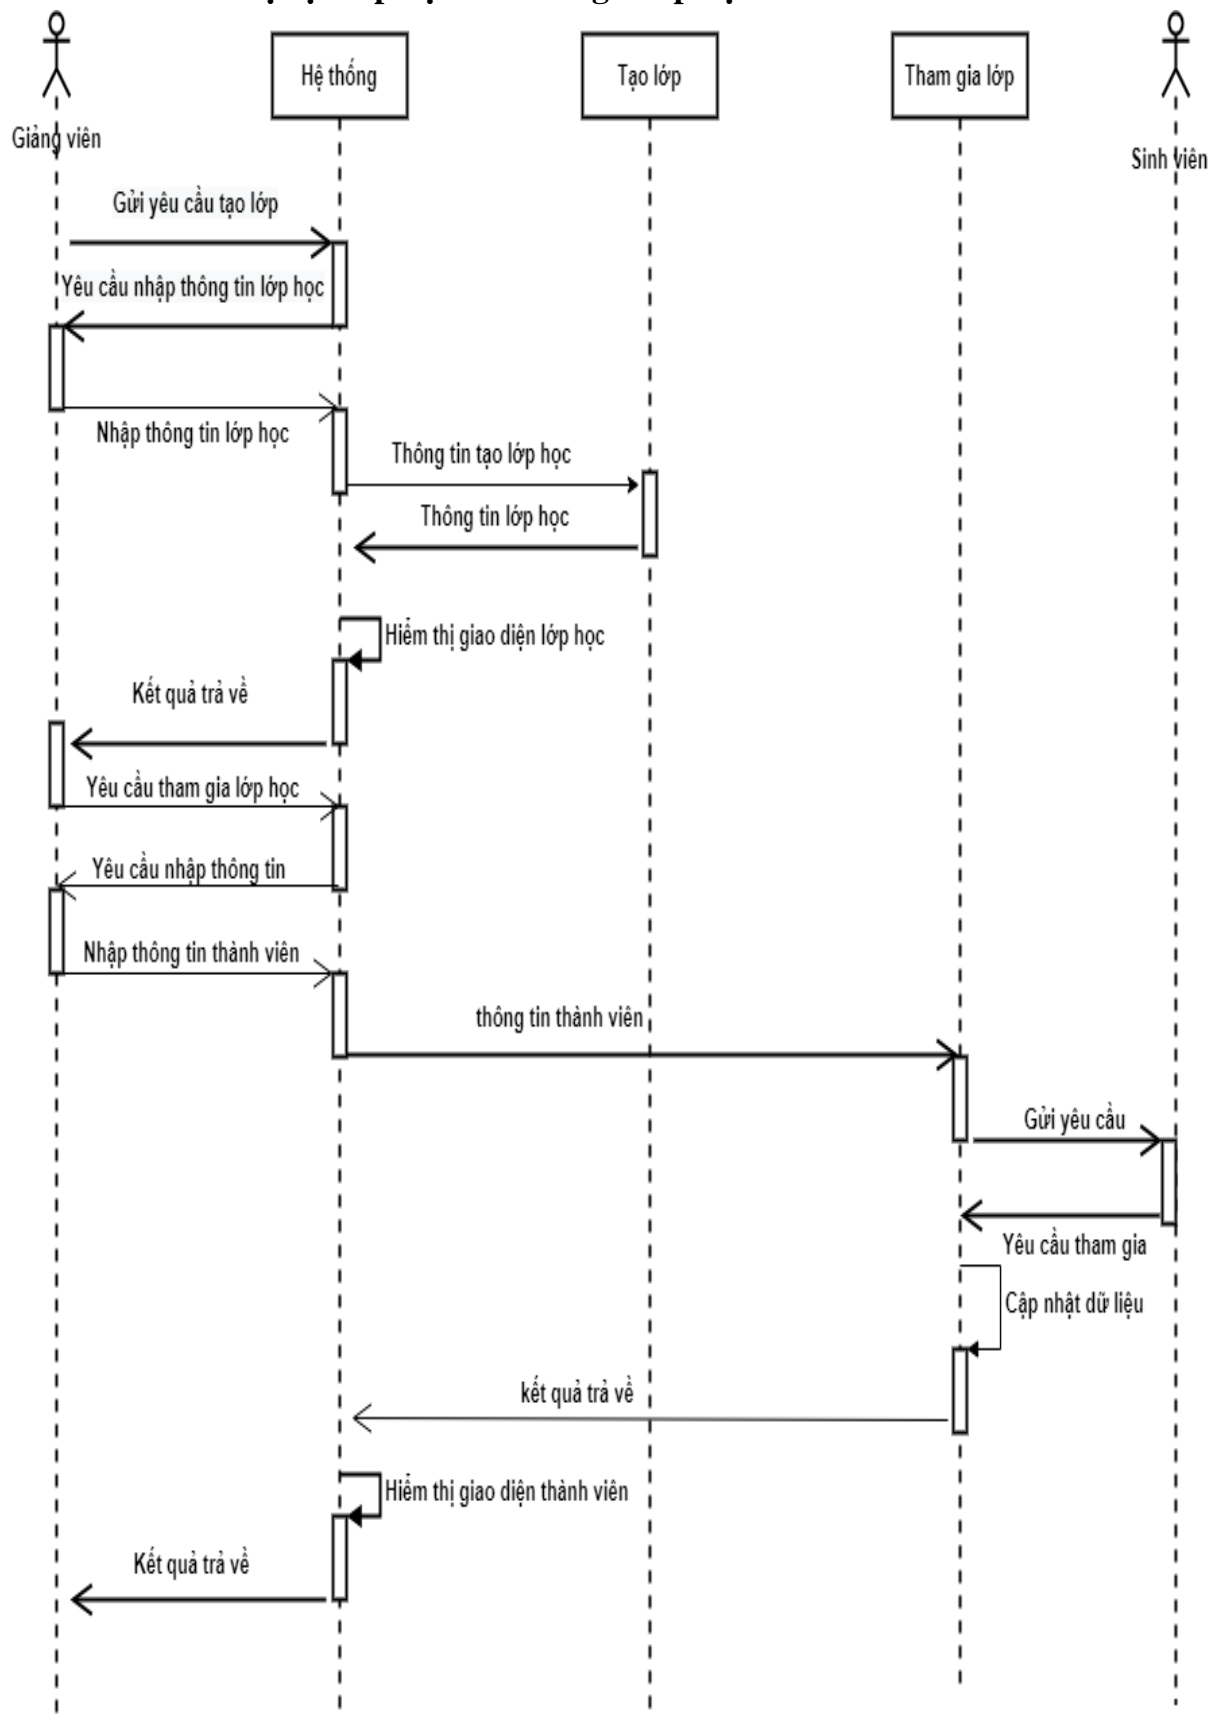 Hệ thống
Tạo lớp
Tham gia lớp
Giảng viên
Sinh viên
Gửi yêu cầu tạo lớp
Yêu cầu nhập thông tin lớp học
Nhập thông tin lớp học
Thông tin tạo lớp học
Thông tin lớp học
Hiểm thị giao diện lớp học
Kết quả trả về
Yêu cầu tham gia lớp học
Yêu cầu nhập thông tin
Nhập thông tin thành viên
thông tin thành viên
Gửi yêu cầu
Yêu cầu tham gia
Cập nhật dữ liệu
kết quả trả về
Hiểm thị giao diện thành viên
Kết quả trả về